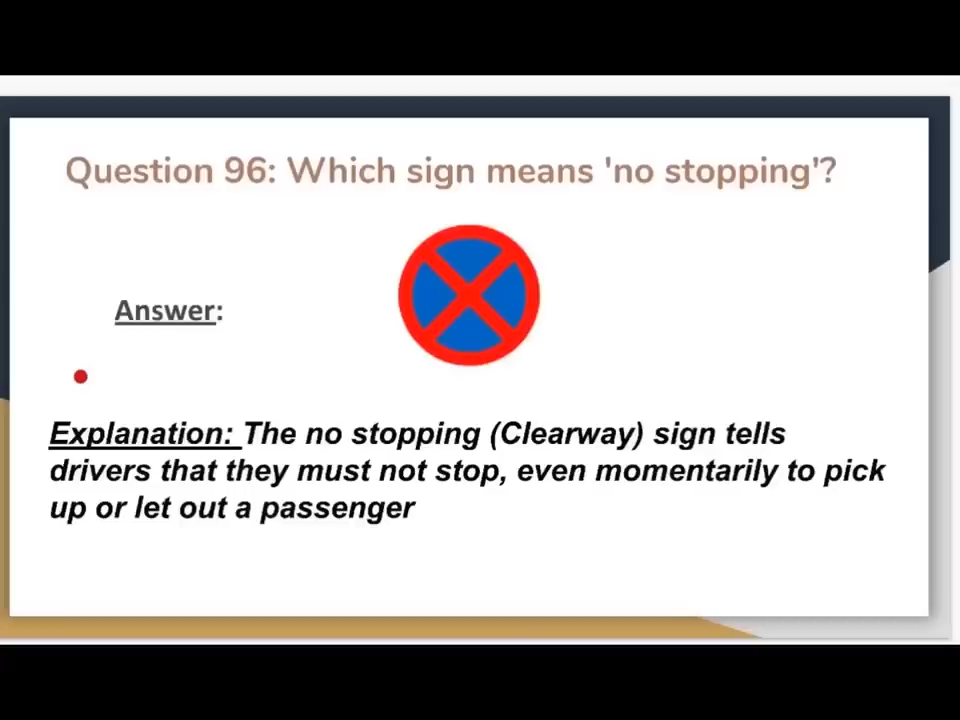 Question 96: Which sign means 'no stopping'?
Answer:
Explanation: The no stopping (Clearway) sign tells
drivers that they must not stop, even momentarily to pick
up or let out a passenger